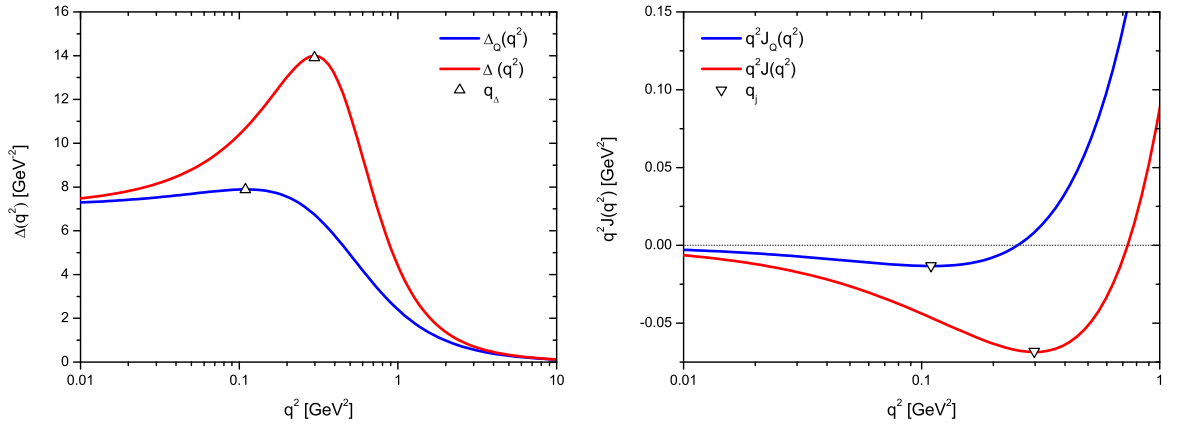 Δ_Q(q²)
Δ (q²)
q_Δ
16
14
12
10
8
6
4
2
0
Δ(q²) [GeV⁻²]
0.01
0.1
1
10
q² [GeV²]
q²J_Q(q²)
q²J(q²)
q_j
0.15
0.10
0.05
0.00
-0.05
q²J(q²) [GeV²]
0.01
0.1
1
q² [GeV²]